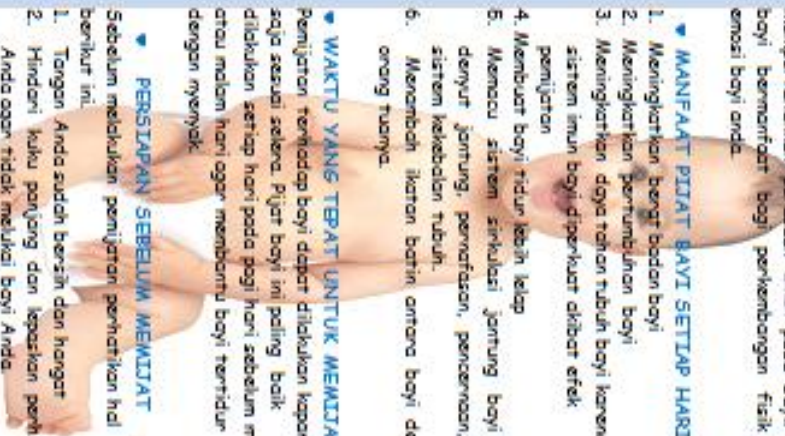 bayi bermanfaat bagi perkembangan fisik
emosi bayi anda.
♥ MANFAAT PIJAT BAYI SETIAP HARI
1. Meningkatkan berat badan bayi
2. Meningkatkan pertumbuhan bayi
3. Meningkatkan daya tahan tubuh bayi karen
sistem imun bayi diperkuat akibat efek
pemijatan
4. Membuat bayi tidur lebih lelap
5. Memacu sistem sirkulasi jantung bayi
denyut jantung, pernafasan, pencernaan,
sistem kekebalan tubuh.
6. Menambah ikatan batin antara bayi de
orang tuanya.
♥ WAKTU YANG TEPAT UNTUK MEMIJA
Pemijatan terhadap bayi dapat dilakukan kapan
saja sesuai selera. Pijat bayi ini paling baik
dilakukan setiap hari pada pagi hari sebelum m
atau malam hari agar membantu bayi tertidur
dengan nyenyak.
♥ PERSIAPAN SEBELUM MEMIJAT
Sebelum melakukan pemijatan perhatikan hal
berikut ini.
1. Tangan Anda sudah bersih dan hangat
2. Hindari kuku panjang dan lepaskan perh
Anda agar tidak melukai bayi Anda